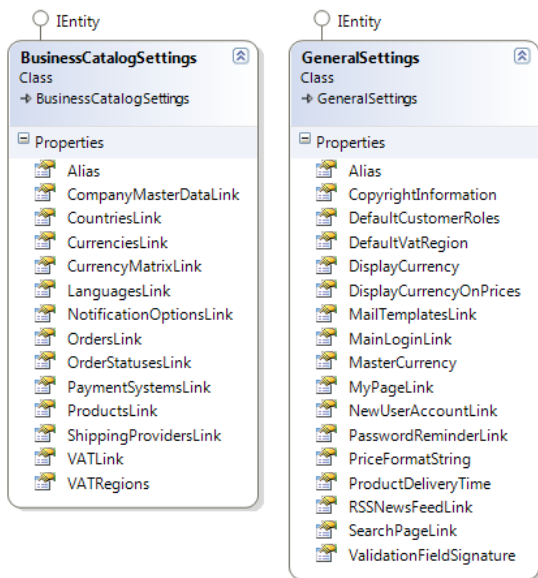 IEntity
BusinessCatalogSettings
Class
BusinessCatalogSettings
Properties
Alias
CompanyMasterDataLink
CountriesLink
CurrenciesLink
CurrencyMatrixLink
LanguagesLink
NotificationOptionsLink
OrdersLink
OrderStatusesLink
PaymentSystemsLink
ProductsLink
ShippingProvidersLink
VATLink
VATRegions
IEntity
GeneralSettings
Class
GeneralSettings
Properties
Alias
CopyrightInformation
DefaultCustomerRoles
DefaultVatRegion
DisplayCurrency
DisplayCurrencyOnPrices
MailTemplatesLink
MainLoginLink
MasterCurrency
MyPageLink
NewUserAccountLink
PasswordReminderLink
PriceFormatString
ProductDeliveryTime
RSSNewsFeedLink
SearchPageLink
ValidationFieldSignature